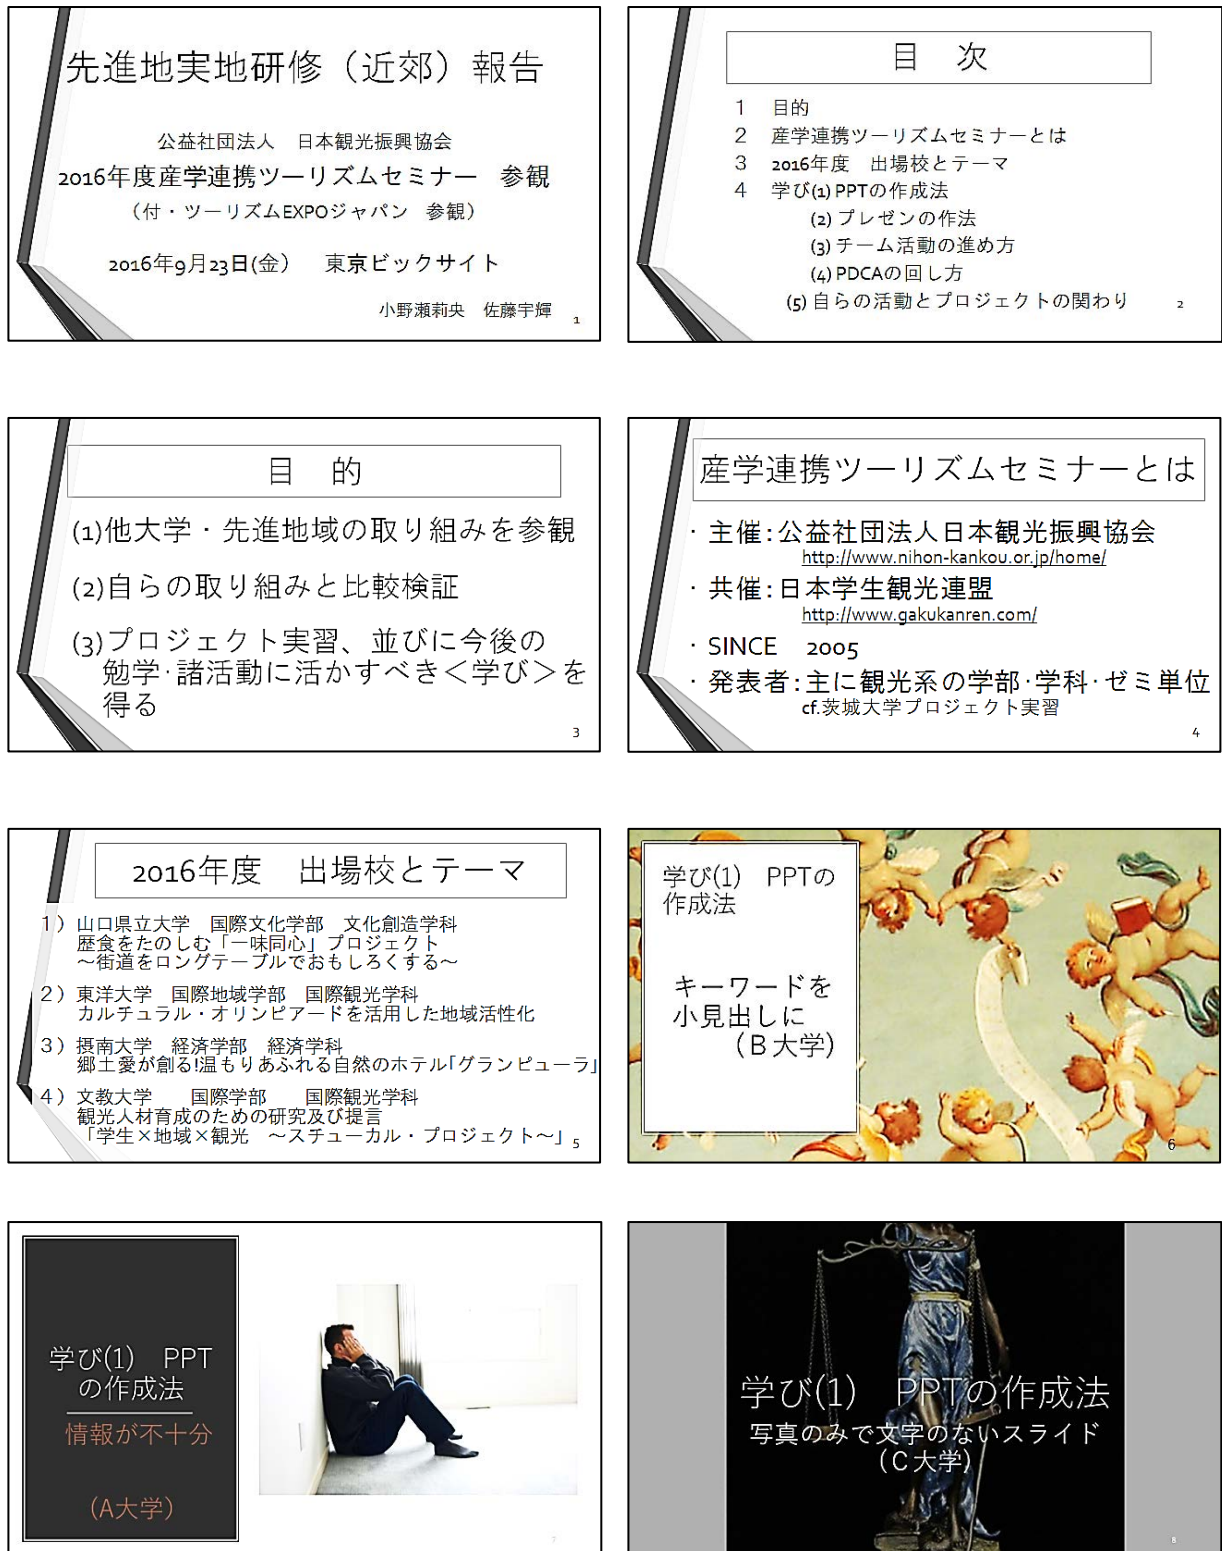 先進地実地研修（近郊）報告
公益社団法人　日本観光振興協会
2016年度産学連携ツーリズムセミナー　参観
（付・ツーリズムEXPOジャパン　参観）
2016年9月23日(金)　東京ビックサイト
小野瀬莉央　佐藤宇輝
1
目　次
1　目的
2　産学連携ツーリズムセミナーとは
3　2016年度　出場校とテーマ
4　学び(1) PPTの作成法
(2) プレゼンの作法
(3) チーム活動の進め方
(4) PDCAの回し方
(5) 自らの活動とプロジェクトの関わり
2
目　的
(1)他大学・先進地域の取り組みを参観
(2)自らの取り組みと比較検証
(3)プロジェクト実習、並びに今後の
勉学・諸活動に活かすべき＜学び＞を
得る
3
産学連携ツーリズムセミナーとは
・主催：公益社団法人日本観光振興協会
http://www.nihon-kankou.or.jp/home/
・共催：日本学生観光連盟
http://www.gakukanren.com/
・SINCE　2005
・発表者：主に観光系の学部・学科・ゼミ単位
cf.茨城大学プロジェクト実習
4
2016年度　出場校とテーマ
1）山口県立大学　国際文化学部　文化創造学科
歴食をたのしむ「一味同心」プロジェクト
～街道をロングテーブルでおもしろくする～
2）東洋大学　国際地域学部　国際観光学科
カルチュラル・オリンピアードを活用した地域活性化
3）摂南大学　経済学部　経済学科
郷土愛が創る!温もりあふれる自然のホテル「グランピューラ」
4）文教大学　国際学部　国際観光学科
観光人材育成のための研究及び提言
「学生×地域×観光　～スチューカル・プロジェクト～」
5
学び(1)　PPTの
作成法
キーワードを
小見出しに
（B大学）
6
学び(1)　PPT
の作成法
情報が不十分
（A大学）
7
学び(1)　PPTの作成法
写真のみで文字のないスライド
（C大学）
8